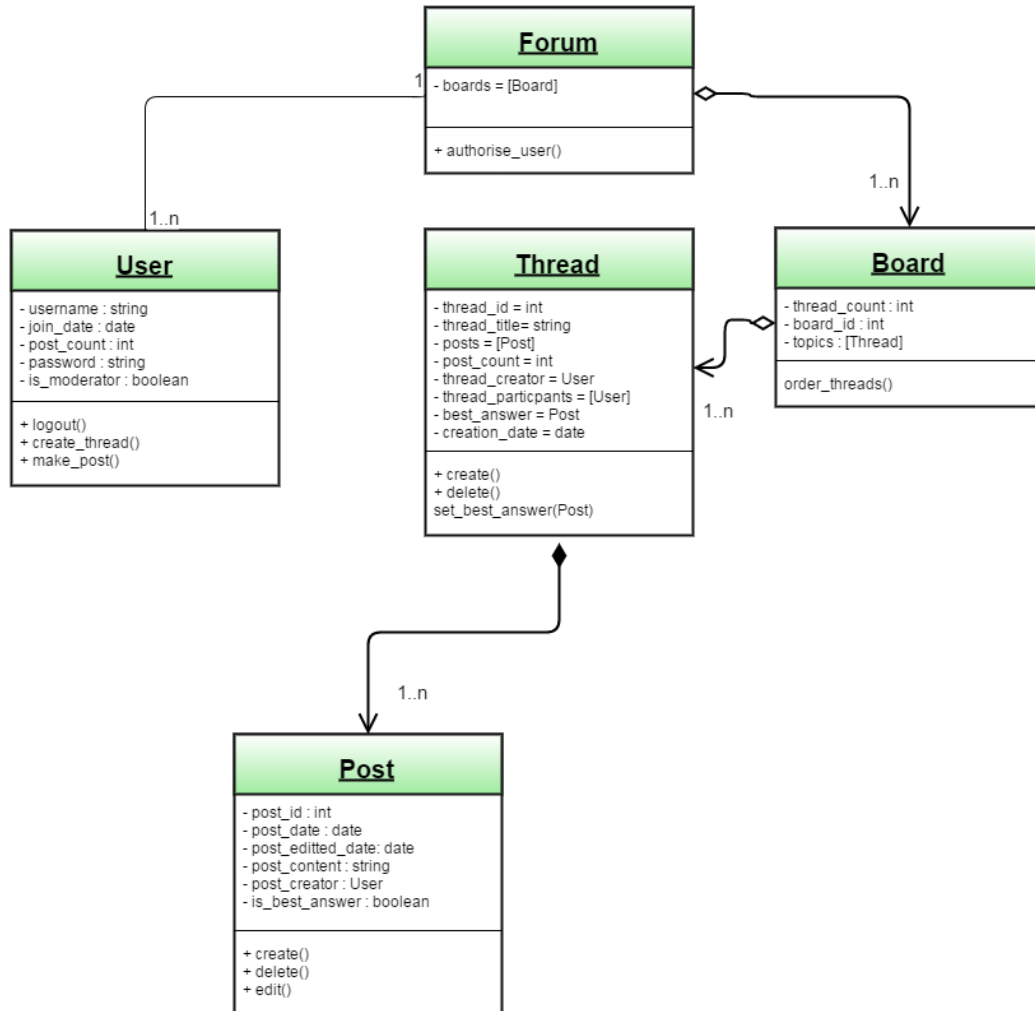 Forum
- boards = [Board]
+ authorise_user()
1
1..n
1..n
User
- username : string
- join_date : date
- post_count : int
- password : string
- is_moderator : boolean
+ logout()
+ create_thread()
+ make_post()
Thread
- thread_id = int
- thread_title= string
- posts = [Post]
- post_count = int
- thread_creator = User
- thread_particpants = [User]
- best_answer = Post
- creation_date = date
+ create()
+ delete()
set_best_answer(Post)
Board
- thread_count : int
- board_id : int
- topics : [Thread]
order_threads()
1..n
1..n
Post
- post_id : int
- post_date : date
- post_editted_date: date
- post_content : string
- post_creator : User
- is_best_answer : boolean
+ create()
+ delete()
+ edit()